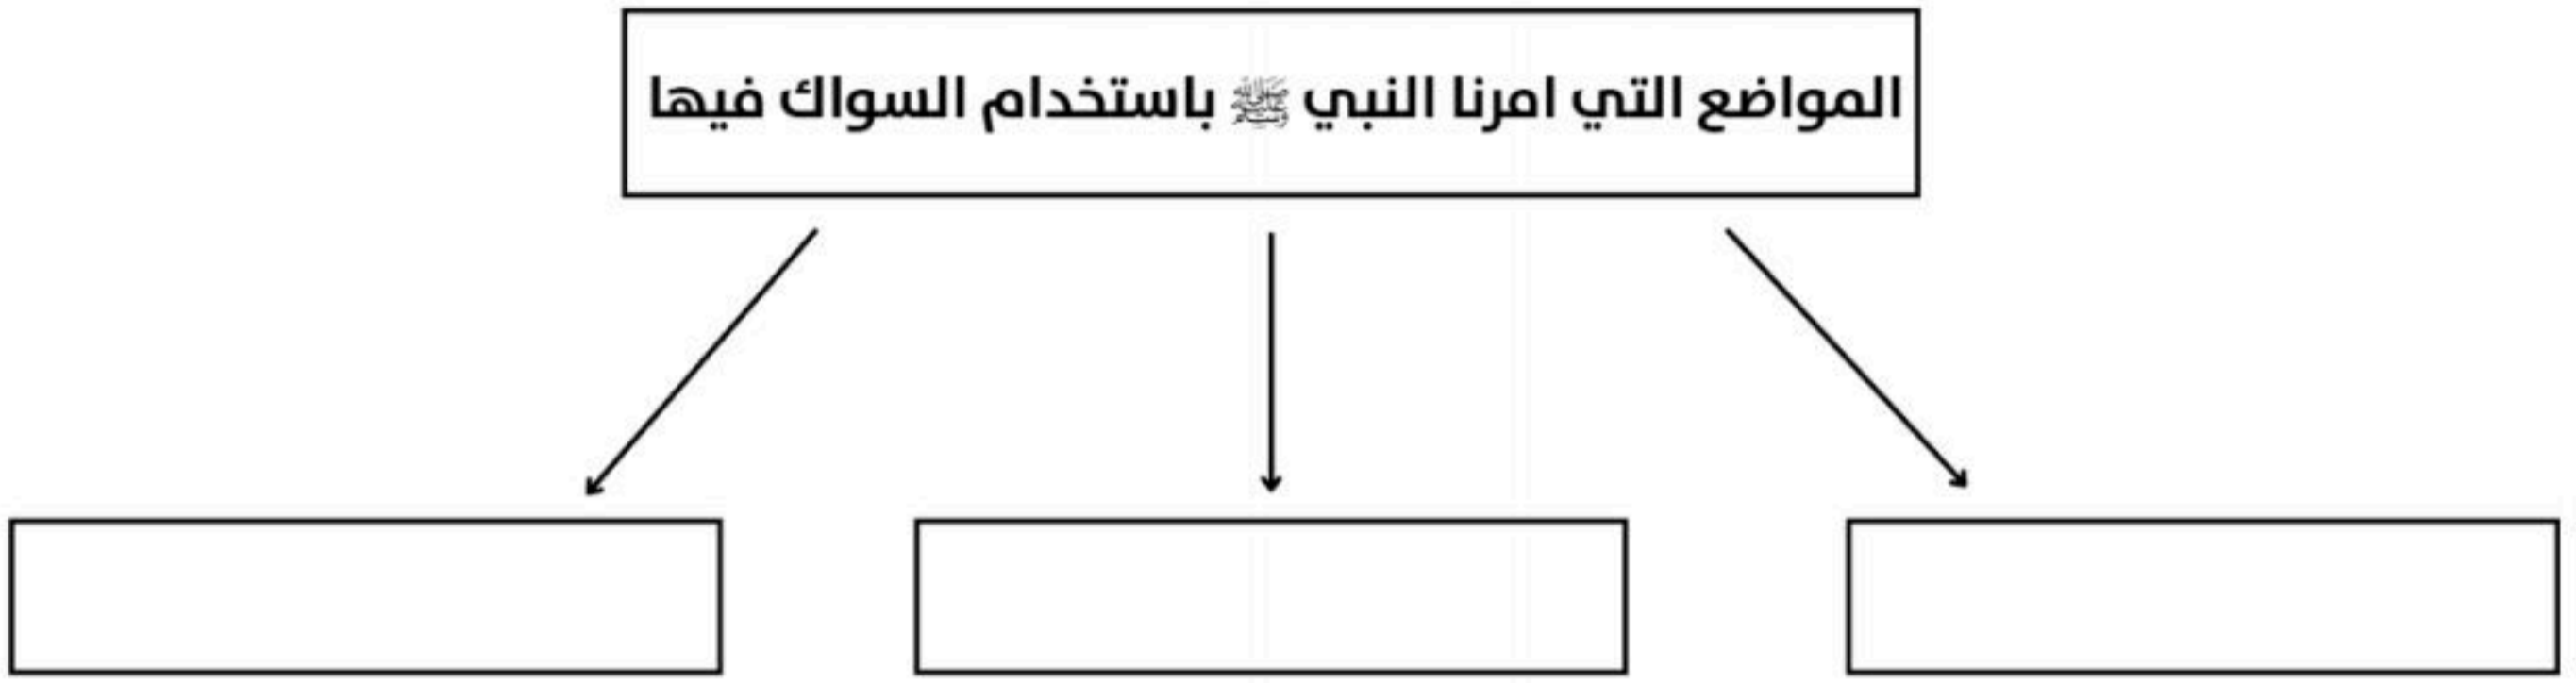 المواضع التي امرنا النبي ﷺ باستخدام السواك فيها